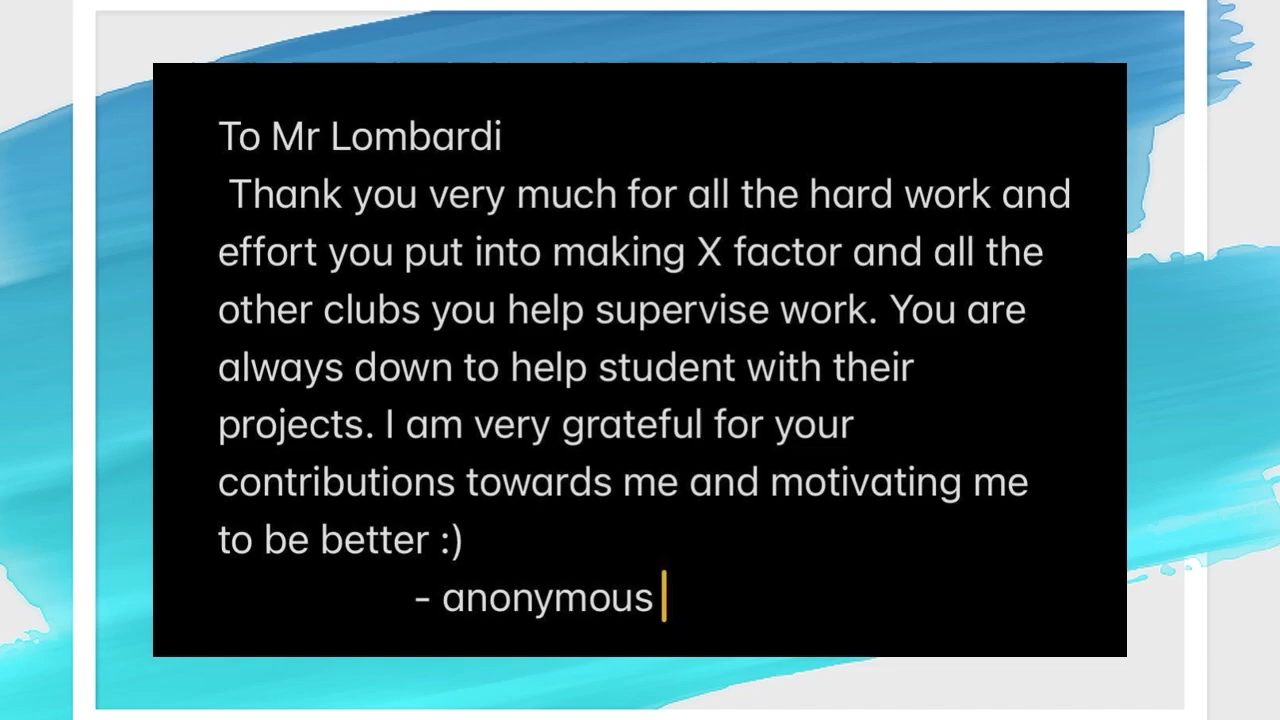 To Mr Lombardi
Thank you very much for all the hard work and
effort you put into making X factor and all the
other clubs you help supervise work. You are
always down to help student with their
projects. I am very grateful for your
contributions towards me and motivating me
to be better :)
- anonymous